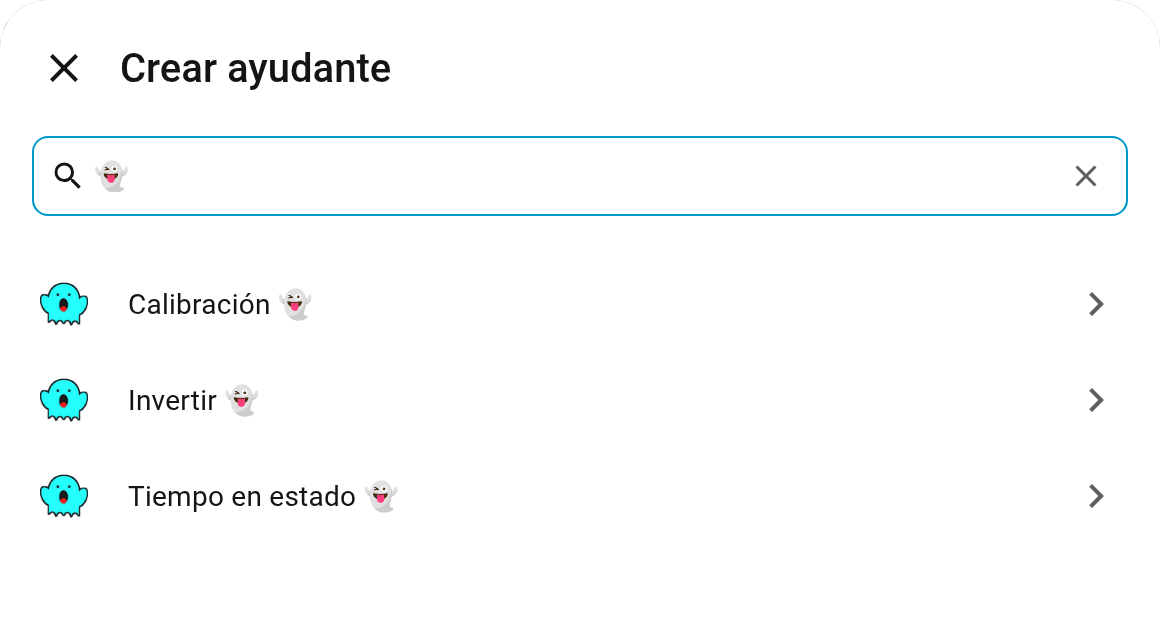 Crear ayudante
👻
Calibración 👻
Invertir 👻
Tiempo en estado 👻